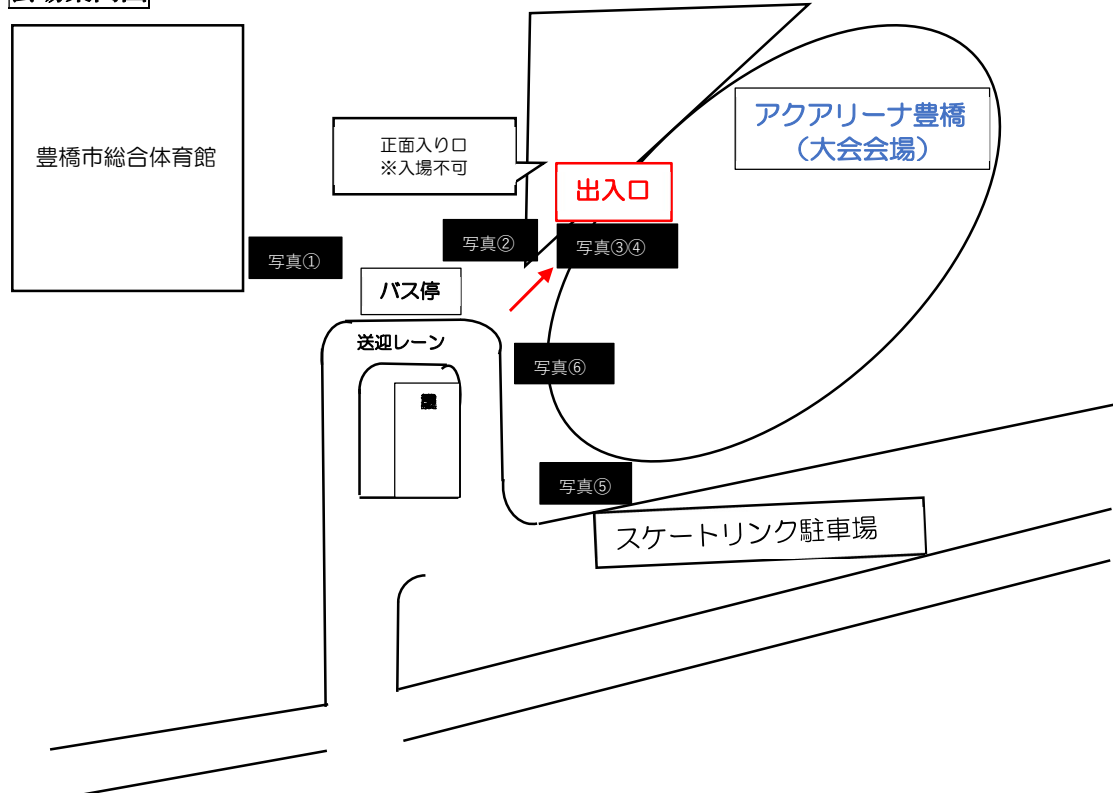 豊橋市総合体育館
正面入り口
※入場不可
アクアリーナ豊橋
（大会会場）
出入口
写真①
写真②
写真③④
バス停
送迎レーン
写真⑥
写真⑤
スケートリンク駐車場